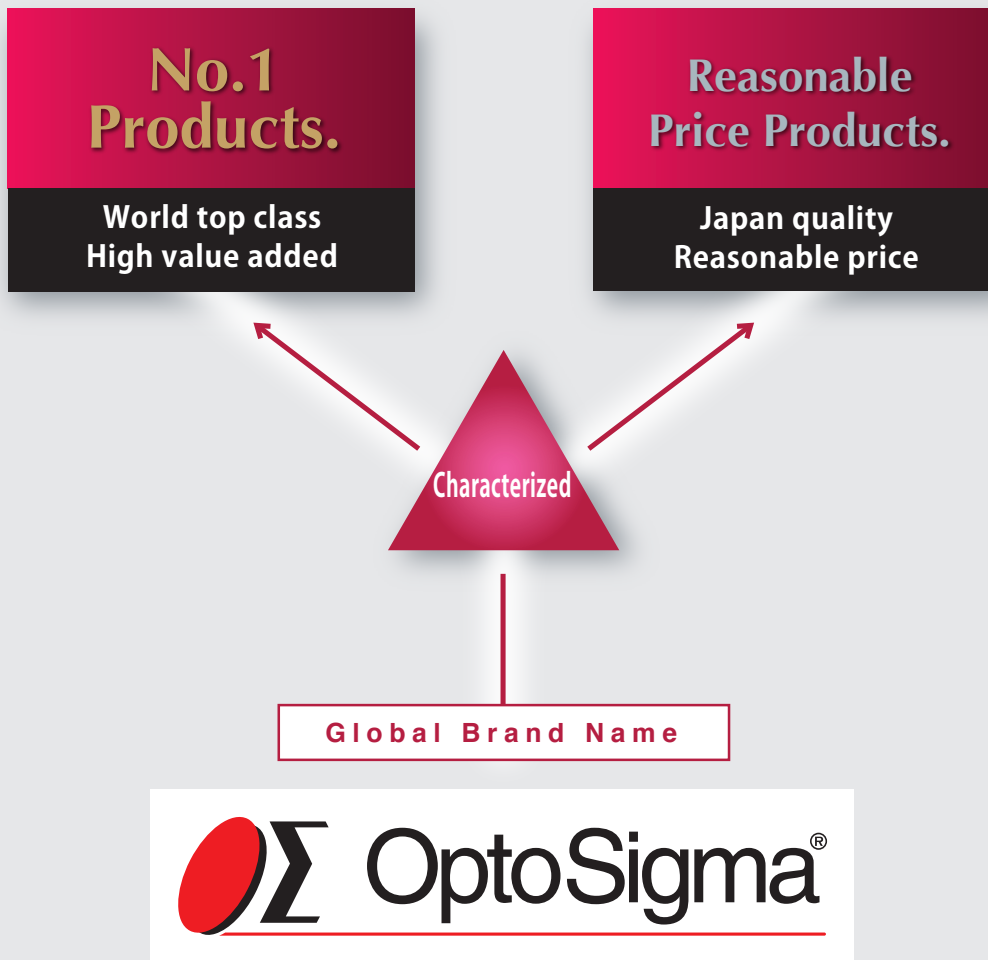 No.1
Products.
World top class
High value added
Reasonable
Price Products.
Japan quality
Reasonable price
Characterized
Global Brand Name
OΣ OptoSigma®